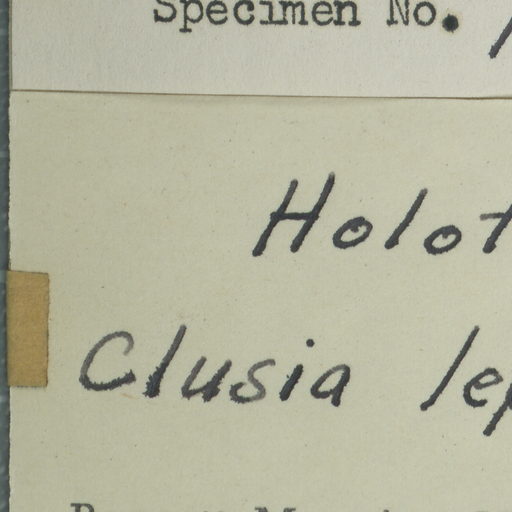 Specimen No.
Holot
Clusia lep